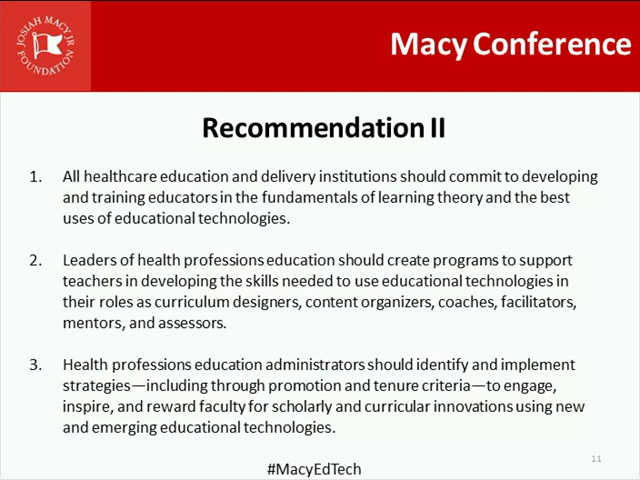 JOSIAH MACY JR
FOUNDATION
Macy Conference
Recommendation II
1. All healthcare education and delivery institutions should commit to developing
and training educators in the fundamentals of learning theory and the best
uses of educational technologies.
2. Leaders of health professions education should create programs to support
teachers in developing the skills needed to use educational technologies in
their roles as curriculum designers, content organizers, coaches, facilitators,
mentors, and assessors.
3. Health professions education administrators should identify and implement
strategies—including through promotion and tenure criteria—to engage,
inspire, and reward faculty for scholarly and curricular innovations using new
and emerging educational technologies.
11
#MacyEdTech